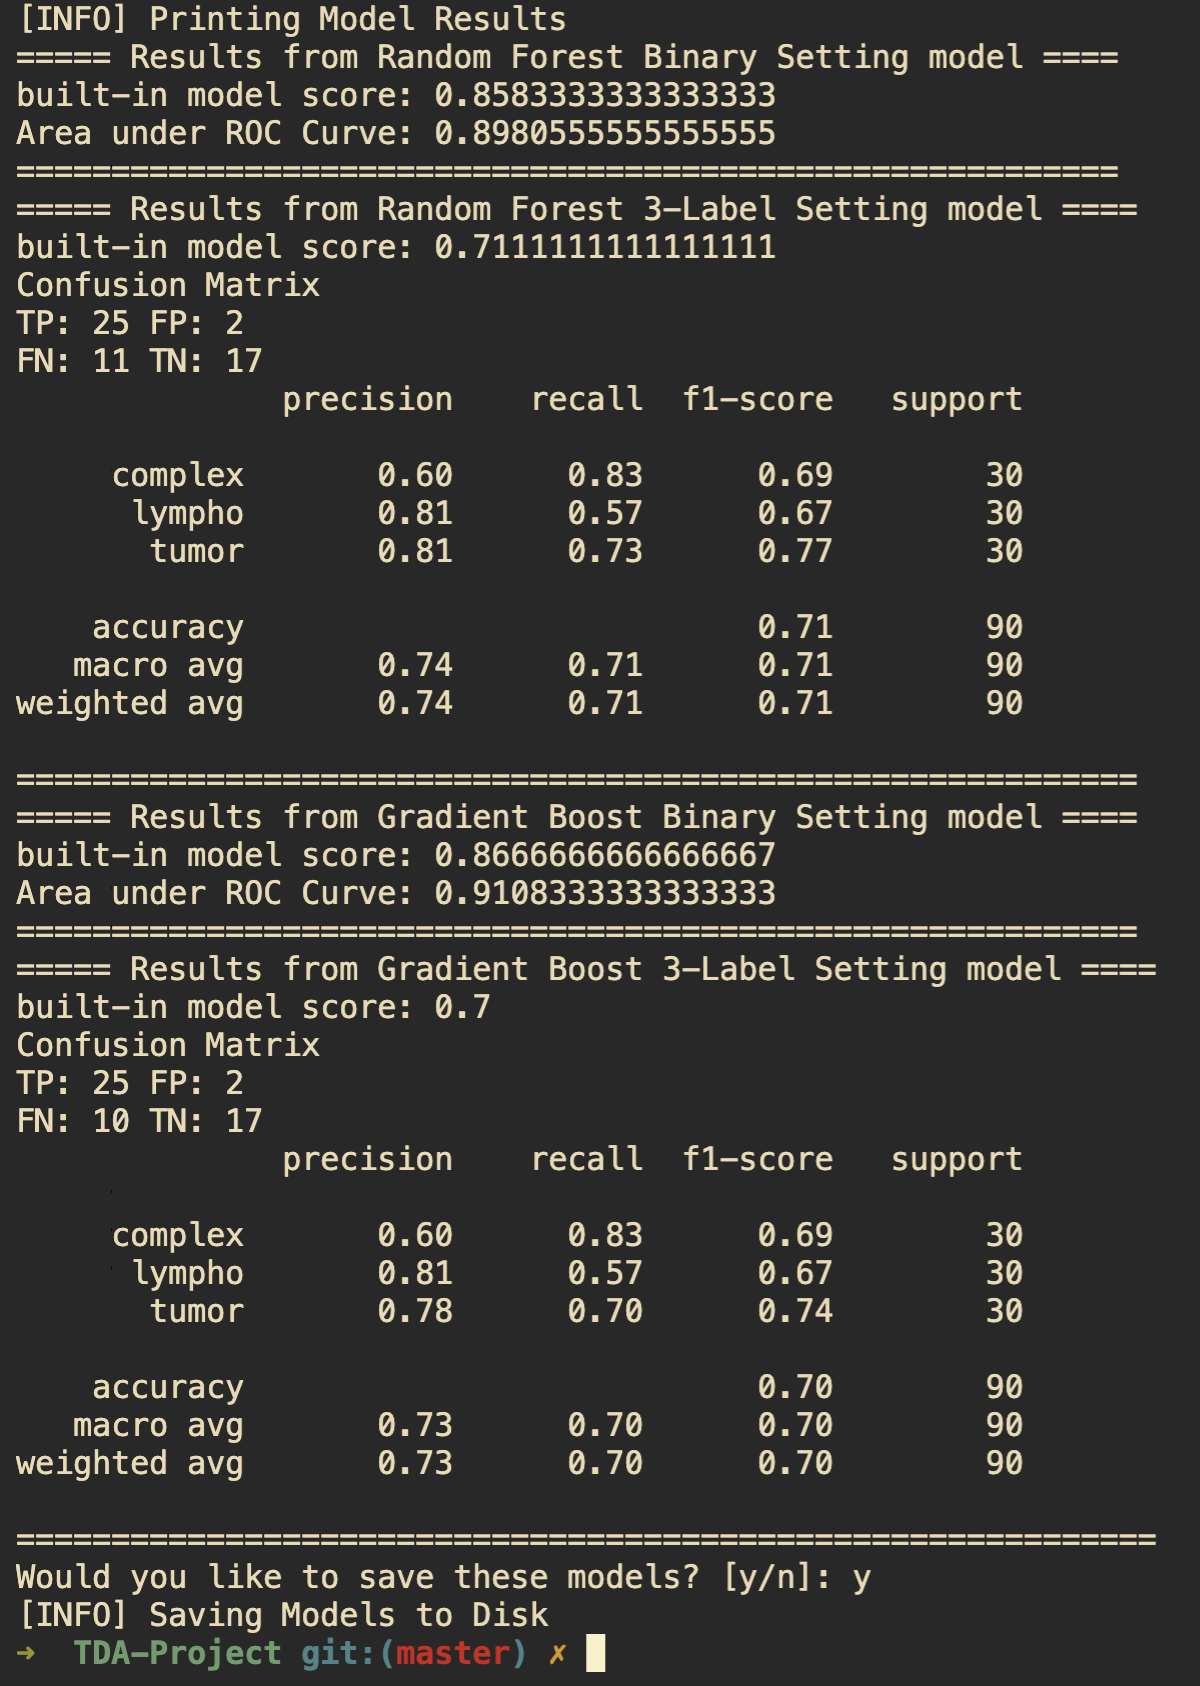 [INFO] Printing Model Results
===== Results from Random Forest Binary Setting model ====
built-in model score: 0.8583333333333333
Area under ROC Curve: 0.8980555555555555
==========================================================
===== Results from Random Forest 3-Label Setting model ====
built-in model score: 0.7111111111111111
Confusion Matrix
TP: 25 FP: 2
FN: 11 TN: 17
precision recall f1-score support
complex 0.60 0.83 0.69 30
lympho 0.81 0.57 0.67 30
tumor 0.81 0.73 0.77 30
accuracy 0.71 90
macro avg 0.74 0.71 0.71 90
weighted avg 0.74 0.71 0.71 90
===========================================================
===== Results from Gradient Boost Binary Setting model ====
built-in model score: 0.8666666666666667
Area under ROC Curve: 0.9108333333333333
===========================================================
===== Results from Gradient Boost 3-Label Setting model ====
built-in model score: 0.7
Confusion Matrix
TP: 25 FP: 2
FN: 10 TN: 17
precision recall f1-score support
complex 0.60 0.83 0.69 30
lympho 0.81 0.57 0.67 30
tumor 0.78 0.70 0.74 30
accuracy 0.70 90
macro avg 0.73 0.70 0.70 90
weighted avg 0.73 0.70 0.70 90
============================================================
Would you like to save these models? [y/n]: y
[INFO] Saving Models to Disk
➜ TDA-Project git:(master) ✗